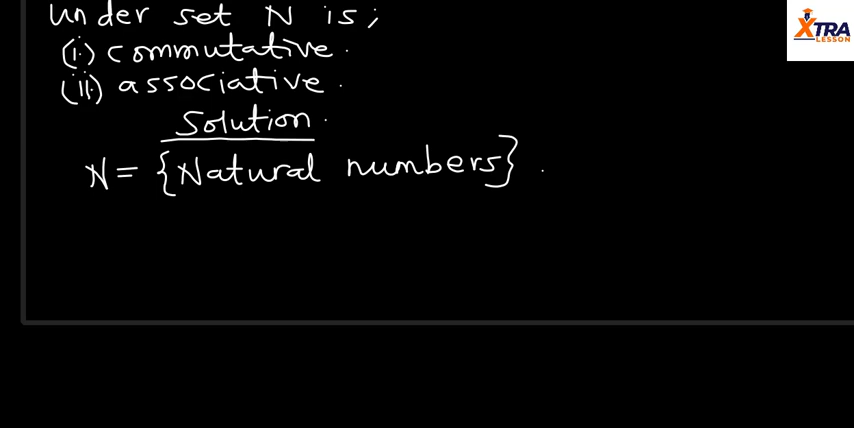 under set N is;
(i) commutative.
(ii) associative.
Solution.
N = {Natural numbers}.
XTRA
LESSON